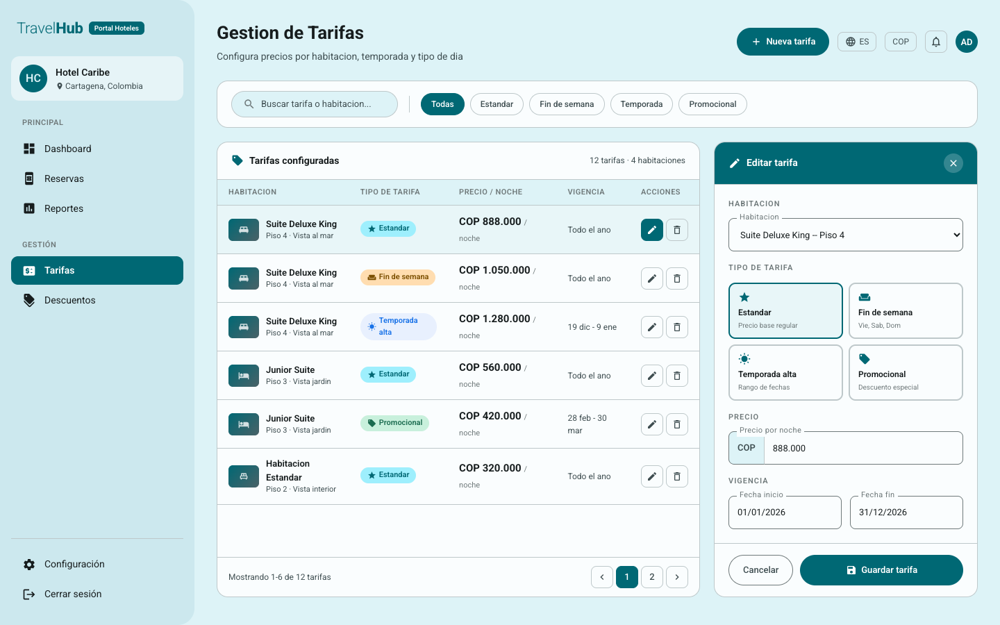 TravelHub Portal Hoteles
HC
Hotel Caribe
Cartagena, Colombia
PRINCIPAL
Dashboard
Reservas
Reportes
GESTIÓN
Tarifas
Descuentos
Configuración
Cerrar sesión
Gestion de Tarifas
Configura precios por habitacion, temporada y tipo de dia
Nueva tarifa
ES
COP
AD
Buscar tarifa o habitacion...
Todas
Estandar
Fin de semana
Temporada
Promocional
Tarifas configuradas
12 tarifas · 4 habitaciones
HABITACION TIPO DE TARIFA PRECIO / NOCHE VIGENCIA ACCIONES
Suite Deluxe King
Piso 4 · Vista al mar
Estandar
COP 888.000 /
noche
Todo el ano
Suite Deluxe King
Piso 4 · Vista al mar
Fin de semana
COP 1.050.000 /
noche
Todo el ano
Suite Deluxe King
Piso 4 · Vista al mar
Temporada
alta
COP 1.280.000 /
noche
19 dic - 9 ene
Junior Suite
Piso 3 · Vista jardin
Estandar
COP 560.000 /
noche
Todo el ano
Junior Suite
Piso 3 · Vista jardin
Promocional
COP 420.000 /
noche
28 feb - 30
mar
Habitacion
Estandar
Piso 2 · Vista interior
Estandar
COP 320.000 /
noche
Todo el ano
Mostrando 1-6 de 12 tarifas
1
2
Editar tarifa
HABITACION
Habitacion
Suite Deluxe King -- Piso 4
TIPO DE TARIFA
Estandar
Precio base regular
Fin de semana
Vie, Sab, Dom
Temporada alta
Rango de fechas
Promocional
Descuento especial
PRECIO
Precio por noche
COP 888.000
VIGENCIA
Fecha inicio
01/01/2026
Fecha fin
31/12/2026
Cancelar
Guardar tarifa